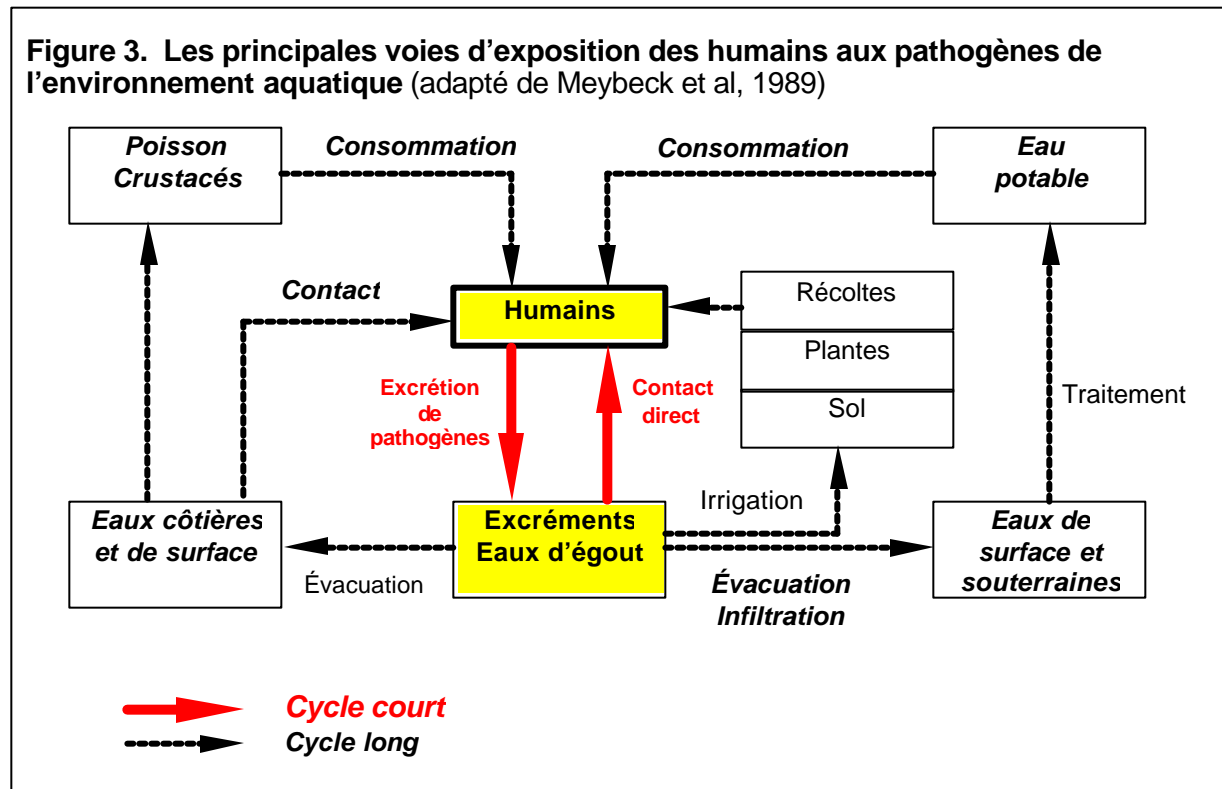 Figure 3. Les principales voies d’exposition des humains aux pathogènes de
l’environnement aquatique (adapté de Meybeck et al, 1989)
Poisson
Crustacés
Consommation
Consommation
Eau
potable
Contact
Humains
Récoltes
Plantes
Sol
Excrétion
de
pathogènes
Contact
direct
Traitement
Eaux côtières
et de surface
Évacuation
Excréments
Eaux d’égout
Irrigation
Évacuation
Infiltration
Eaux de
surface et
souterraines
Cycle court
Cycle long